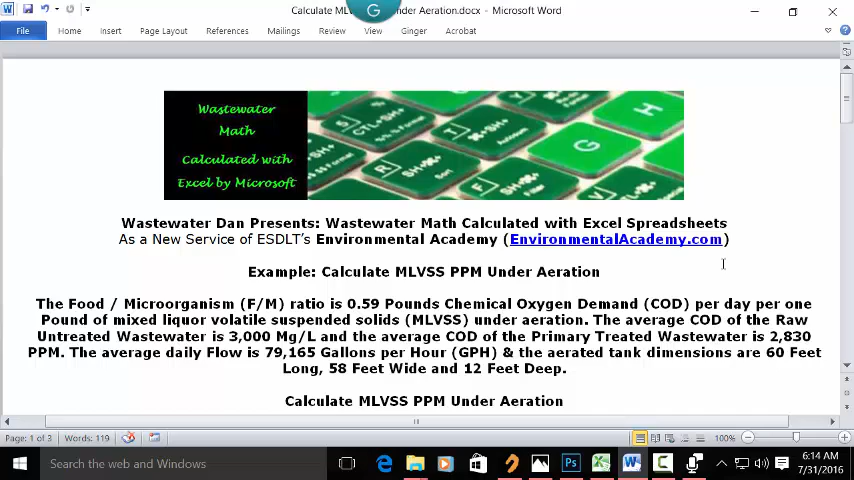 Calculate ML
nder Aeration.docx - Microsoft Word
File Home Insert Page Layout References Mailings Review View Ginger Acrobat
Wastewater
Math
Calculated with
Excel by Microsoft
Wastewater Dan Presents: Wastewater Math Calculated with Excel Spreadsheets
As a New Service of ESDLT's Environmental Academy (EnvironmentalAcademy.com)
Example: Calculate MLVSS PPM Under Aeration
The Food / Microorganism (F/M) ratio is 0.59 Pounds Chemical Oxygen Demand (COD) per day per one
Pound of mixed liquor volatile suspended solids (MLVSS) under aeration. The average COD of the Raw
Untreated Wastewater is 3,000 Mg/L and the average COD of the Primary Treated Wastewater is 2,830
PPM. The average daily Flow is 79,165 Gallons per Hour (GPH) & the aerated tank dimensions are 60 Feet
Long, 58 Feet Wide and 12 Feet Deep.
Calculate MLVSS PPM Under Aeration
Page: 1 of 3 Words: 119 100%
Search the web and Windows
6:14 AM
7/31/2016